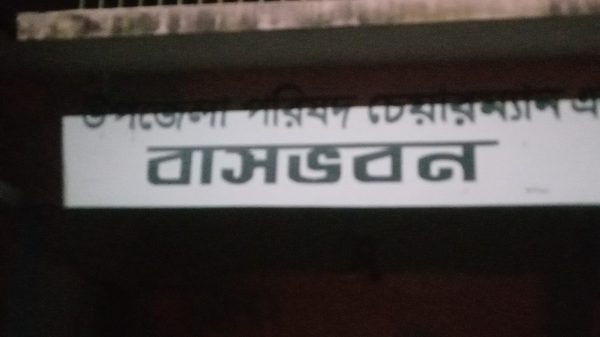 উপজেলা পরিষদ চেয়ারম্যান এ
বাসভবন